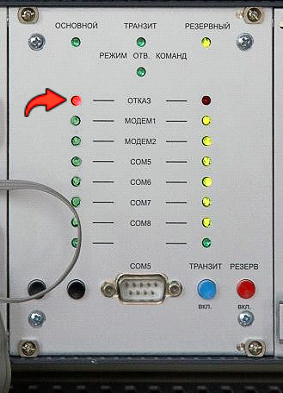 ОСНОВНОЙ ТРАНЗИТ РЕЗЕРВНЫЙ
РЕЖИМ ОТВ. КОМАНД
ОТКАЗ
МОДЕМ1
МОДЕМ2
COM5
COM6
COM7
COM8
COM5 ТРАНЗИТ РЕЗЕРВ
ВКЛ. ВКЛ.